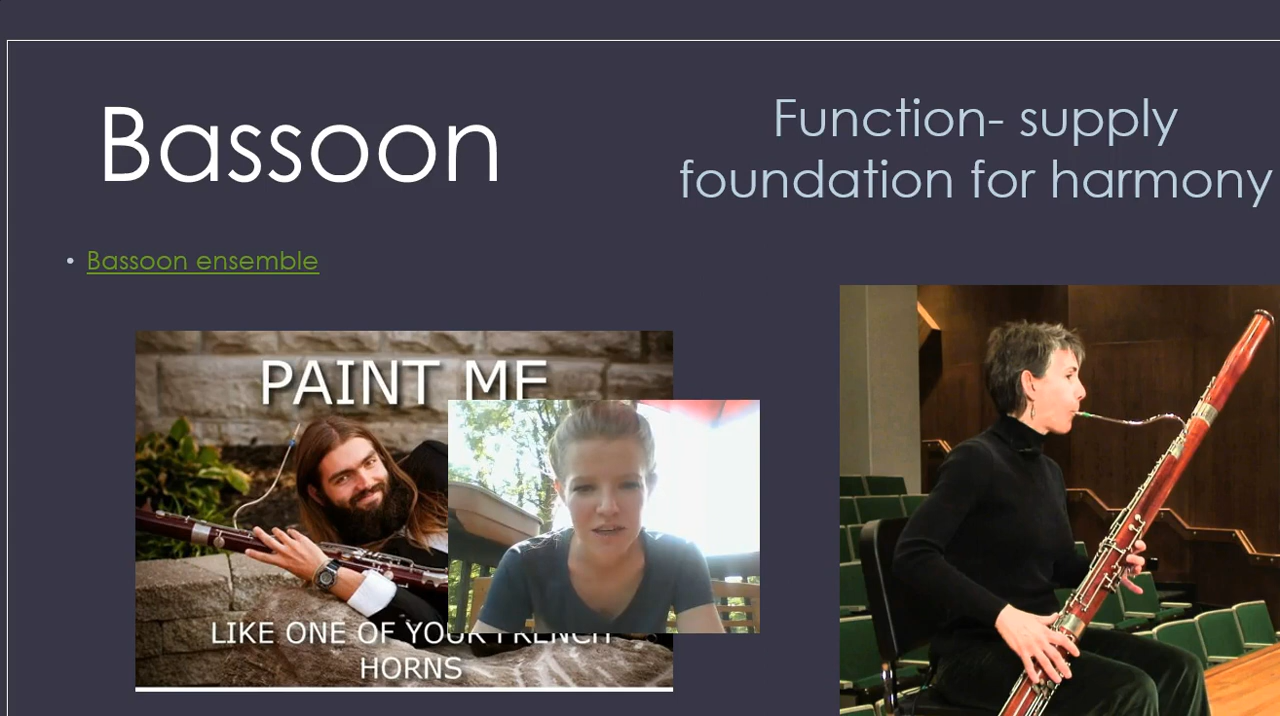 Bassoon
Function- supply
foundation for harmony
• Bassoon ensemble
PAINT ME
LIKE ONE OF YOUR FRENCH
HORNS